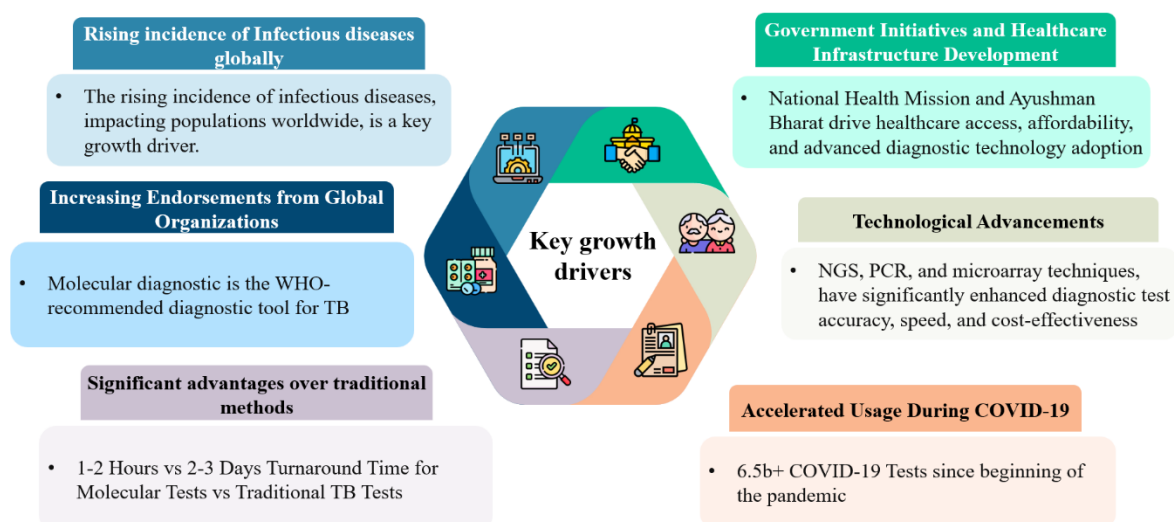 Rising incidence of Infectious diseases
globally
• The rising incidence of infectious diseases,
impacting populations worldwide, is a key
growth driver.
Increasing Endorsements from Global
Organizations
• Molecular diagnostic is the WHO-
recommended diagnostic tool for TB
Significant advantages over traditional
methods
• 1-2 Hours vs 2-3 Days Turnaround Time for
Molecular Tests vs Traditional TB Tests
Key growth
drivers
Government Initiatives and Healthcare
Infrastructure Development
• National Health Mission and Ayushman
Bharat drive healthcare access, affordability,
and advanced diagnostic technology adoption
Technological Advancements
• NGS, PCR, and microarray techniques,
have significantly enhanced diagnostic test
accuracy, speed, and cost-effectiveness
Accelerated Usage During COVID-19
• 6.5b+ COVID-19 Tests since beginning of
the pandemic